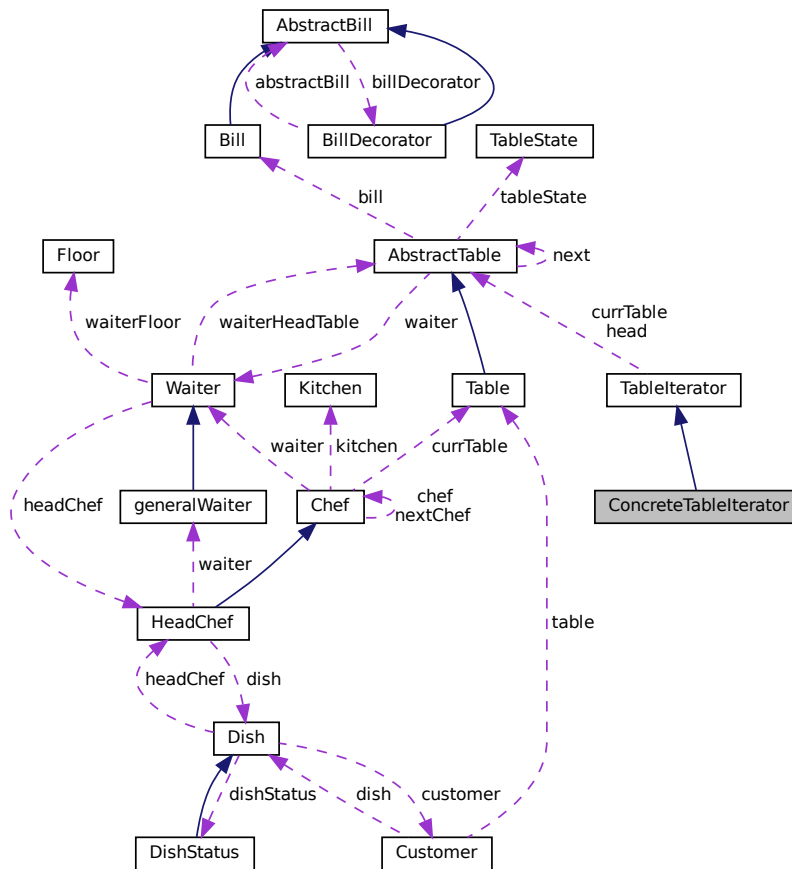 AbstractBill
abstractBill
billDecorator
Bill
BillDecorator
TableState
bill
tableState
Floor
AbstractTable
next
waiterFloor
waiterHeadTable
waiter
currTable
head
Waiter
Kitchen
Table
TableIterator
waiter
kitchen
currTable
headChef
generalWaiter
Chef
chef
nextChef
ConcreteTableIterator
waiter
HeadChef
table
headChef
dish
Dish
dishStatus
dish
customer
DishStatus
Customer